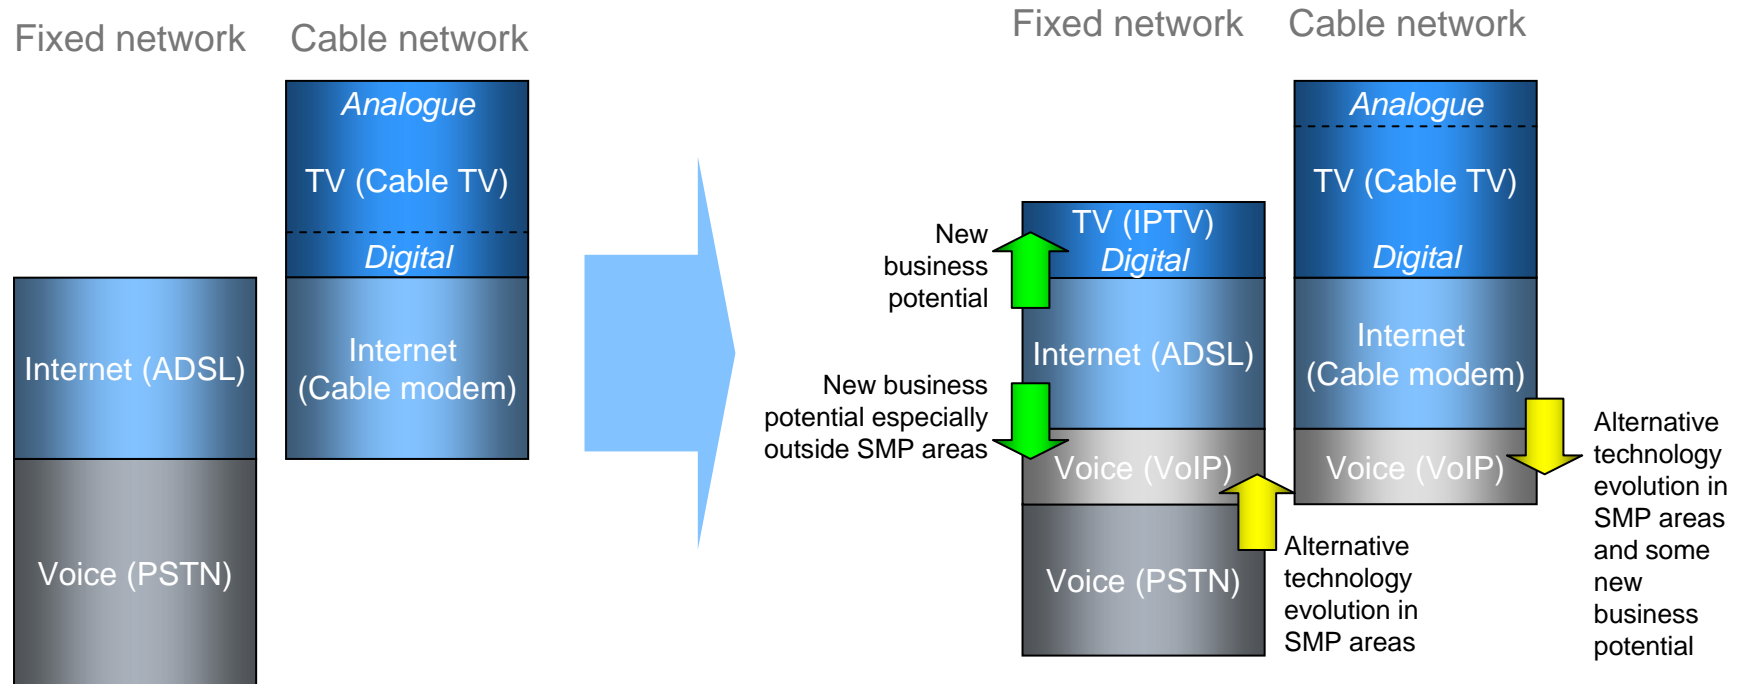 Fixed network
Cable network
Analogue
TV (Cable TV)
Digital
Internet (ADSL)
Internet
(Cable modem)
Voice (PSTN)
Fixed network
Cable network
Analogue
TV (Cable TV)
Digital
TV (IPTV)
Digital
New
business
potential
Internet (ADSL)
Internet
(Cable modem)
New business
potential especially
outside SMP areas
Voice (VoIP)
Voice (VoIP)
Alternative
technology
evolution in
SMP areas
and some
new
business
potential
Voice (PSTN)
Alternative
technology
evolution in
SMP areas